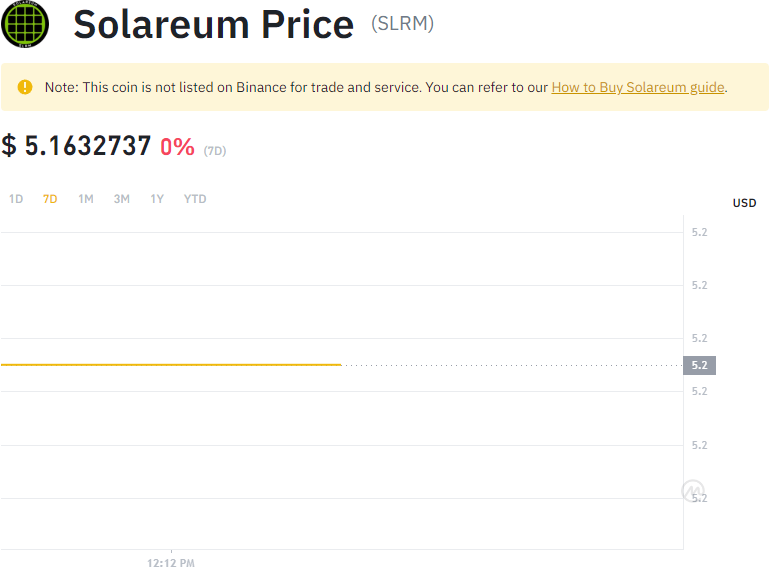 Solareum Price (SLRM)
Note: This coin is not listed on Binance for trade and service. You can refer to our How to Buy Solareum guide.
$ 5.1632737 0% (7D)
1D 7D 1M 3M 1Y YTD
USD
5.2
5.2
5.2
5.2
5.2
5.2
5.2
12:12 PM